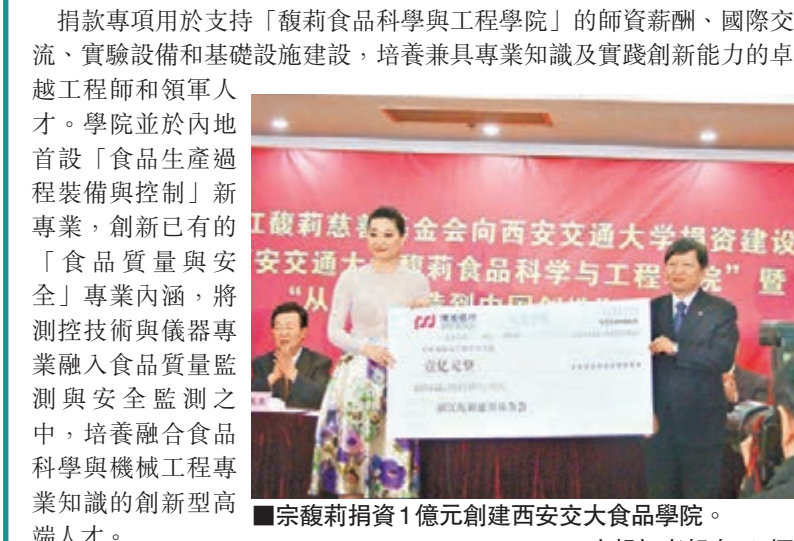 捐款專項用於支持「馥莉食品科學與工程學院」的師資薪酬、國際交
流、實驗設備和基礎設施建設，培養兼具專業知識及實踐創新能力的卓
越工程師和領軍人
才。學院並於內地
首設「食品生產過
程裝備與控制」新
專業，創新已有的
「食品質量與安
全」專業內涵，將
測控技術與儀器專
業融入食品質量監
測與安全監測之
中，培養融合食品
科學與機械工程專
業知識的創新型高
端人才。
江馥莉慈善基金会向西安交通大学捐资建设
安交通大 馥莉食品科学与工程 院”暨
“从 造到中国创造
壹亿元整
■宗馥莉捐資1億元創建西安交大食品學院。